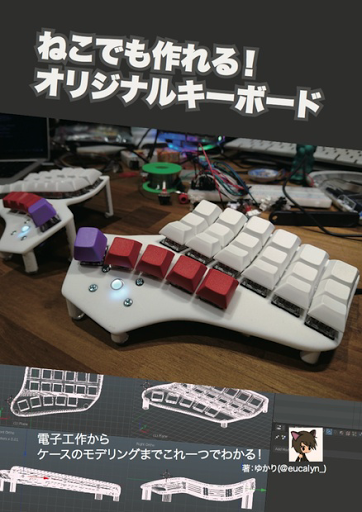 ねこでも作れる！
オリジナルキーボード
電子工作から
ケースのモデリングまでこれ一つでわかる！
著：ゆかり(@eucalyn_)